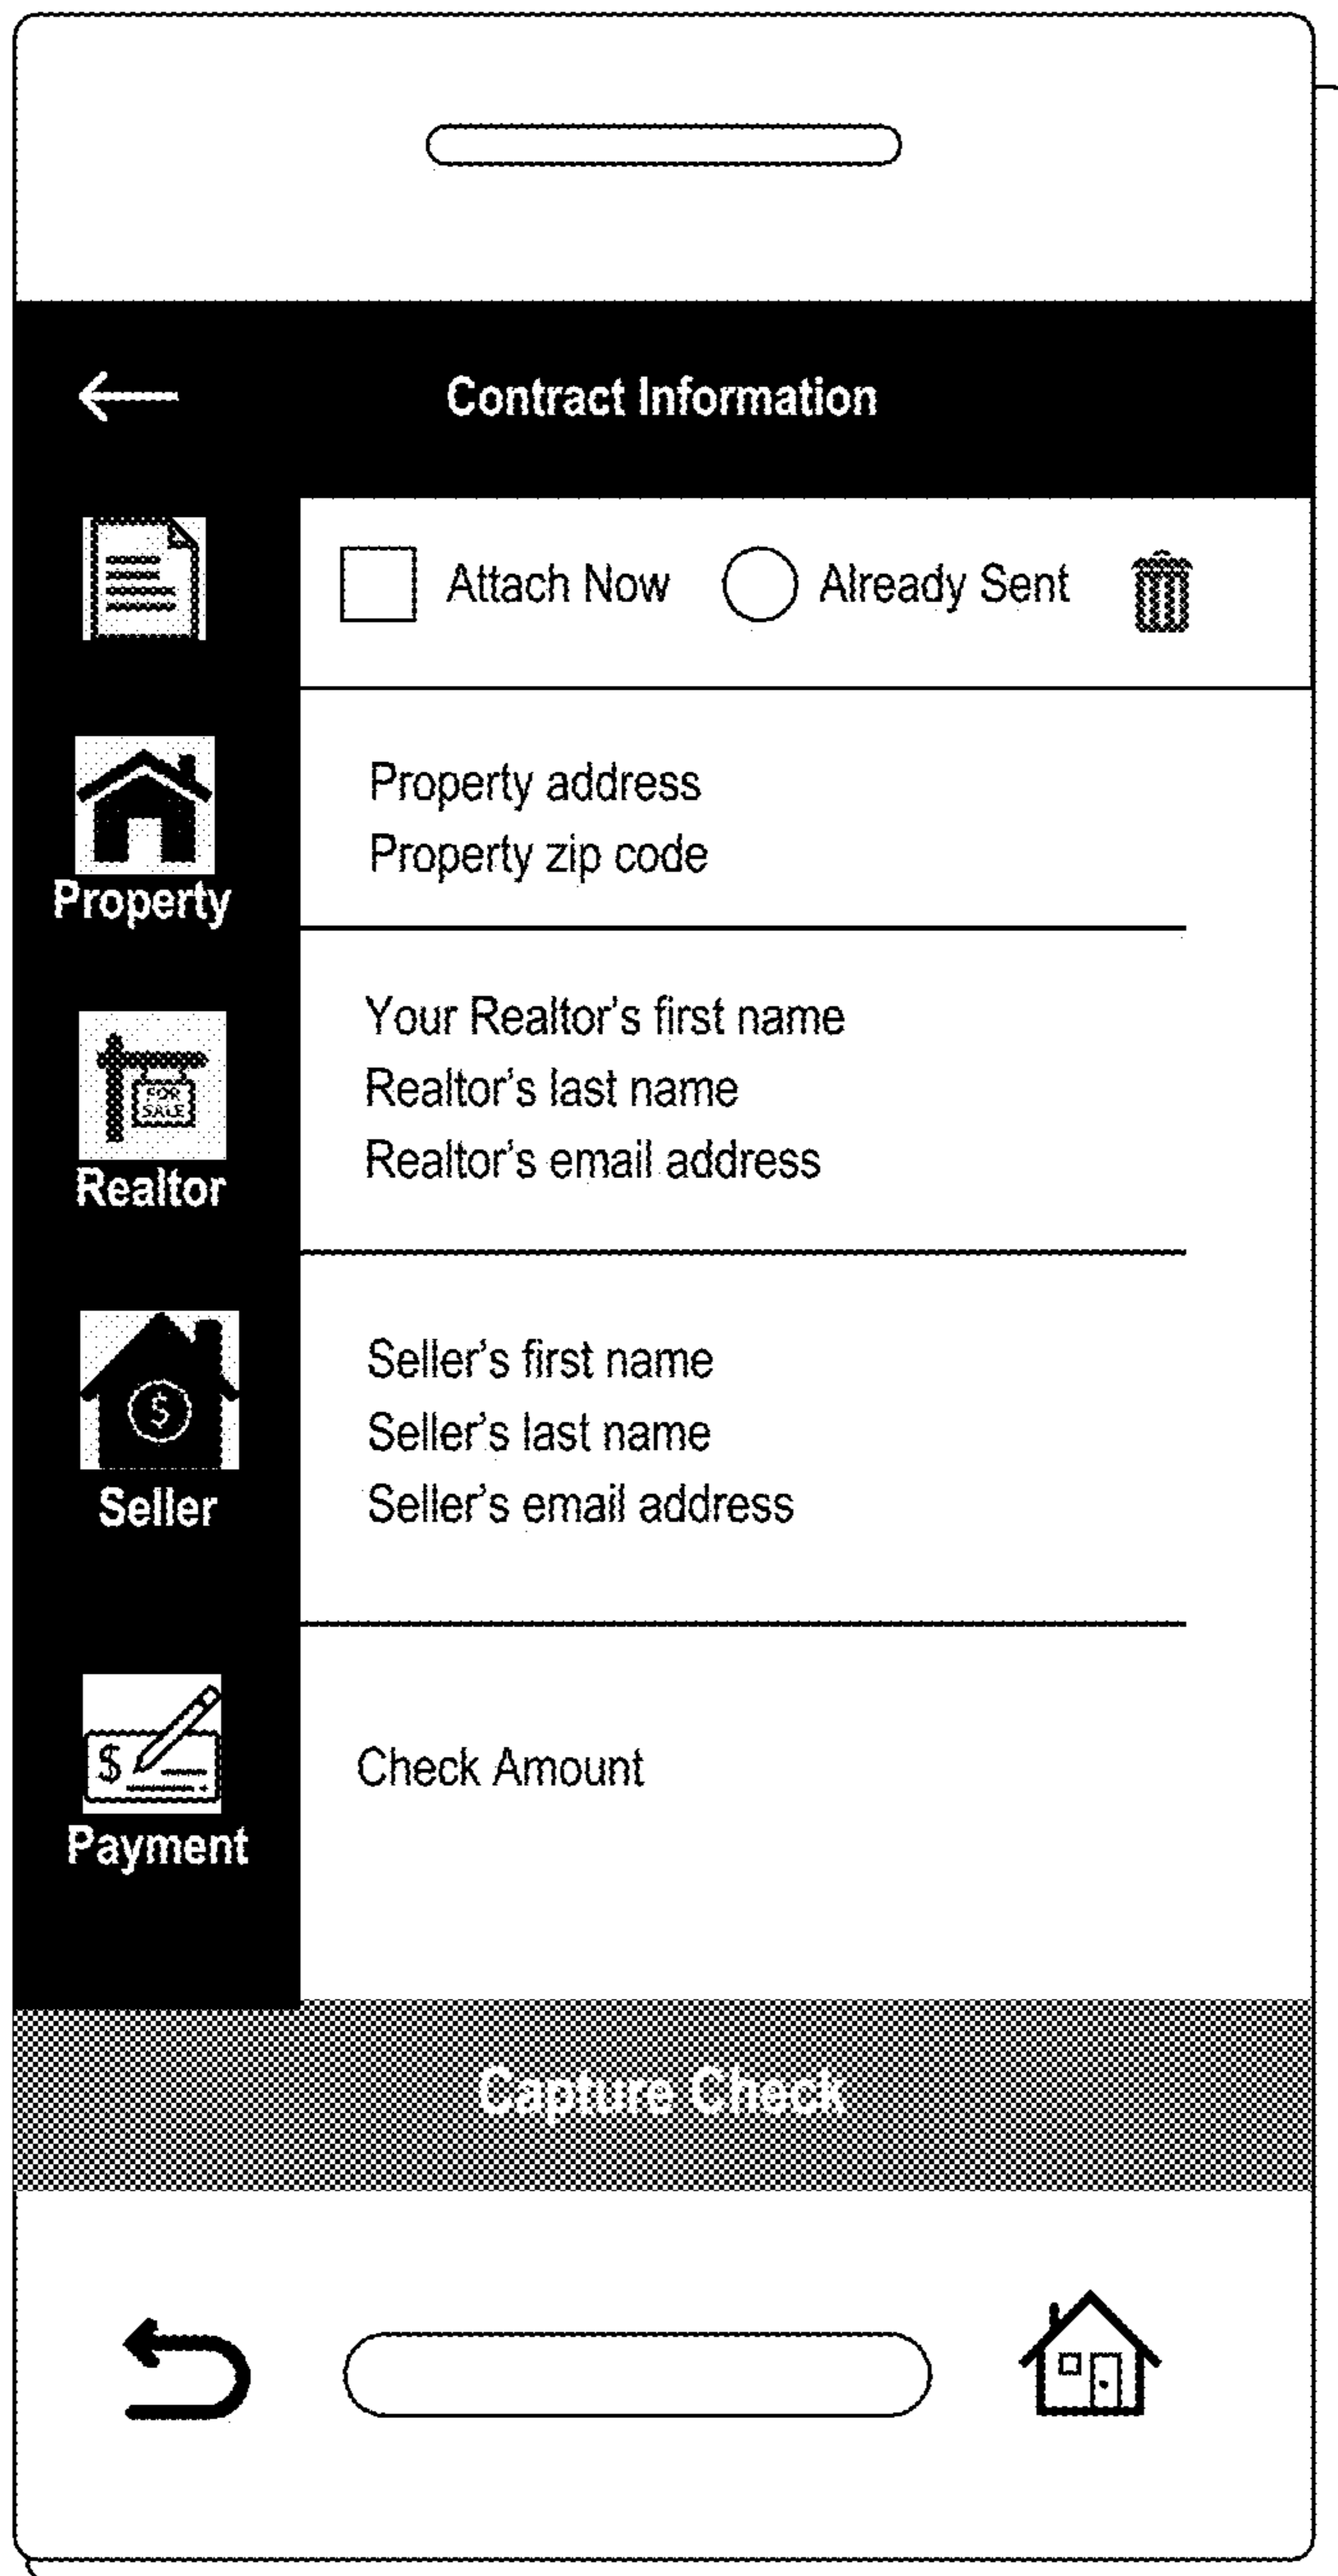 Contract Information
Attach Now Already Sent
Property address
Property zip code
Property
Your Realtor's first name
Realtor's last name
Realtor's email address
FOR
SALE
Realtor
Seller's first name
Seller's last name
Seller's email address
$
Seller
Check Amount
$
Payment
Capture Check